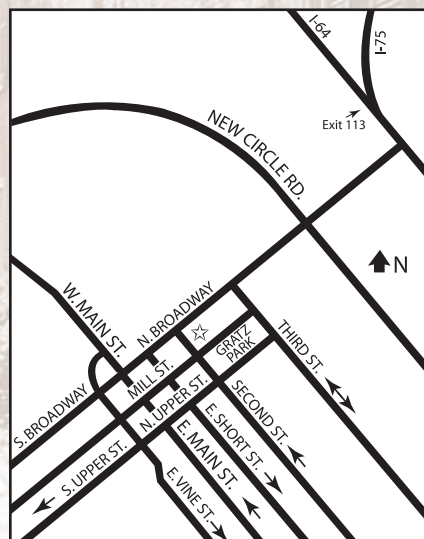 I-64
I-75
Exit 113
NEW CIRCLE RD.
N
W. MAIN ST.
N. BROADWAY
MILL ST.
GRATZ
PARK
THIRD ST.
S. BROADWAY
N. UPPER ST.
SECOND ST.
E. SHORT ST.
E. MAIN ST.
S. UPPER ST.
E. VINE ST.